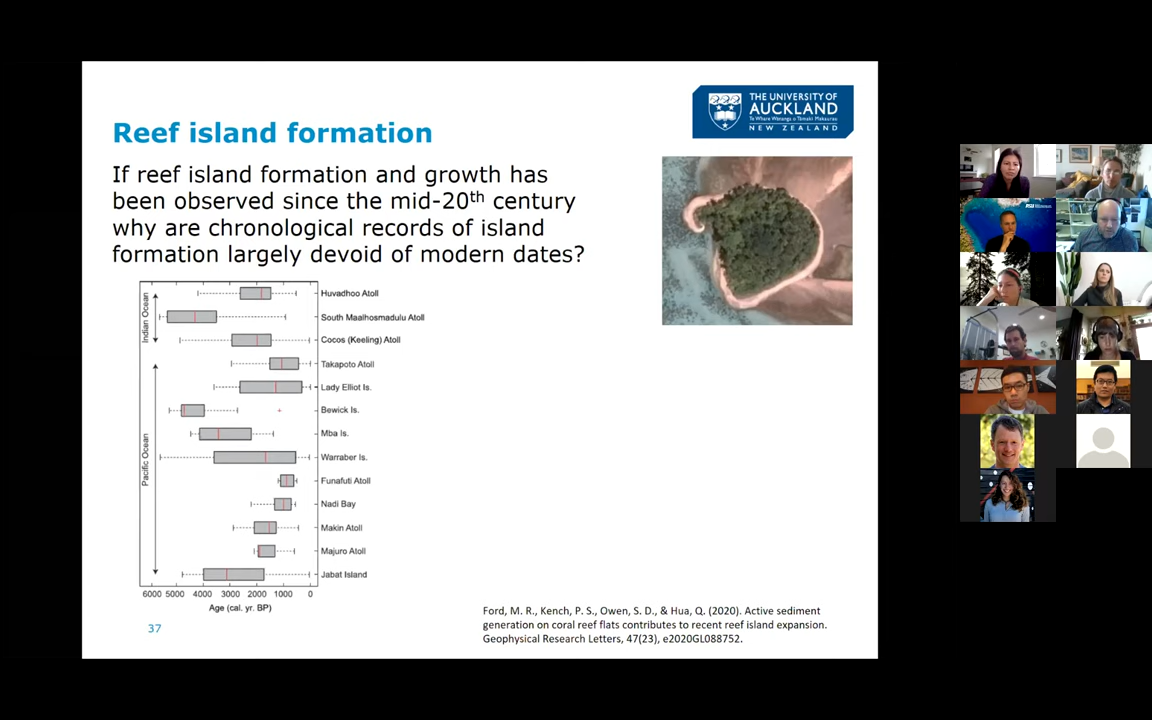 THE UNIVERSITY OF
AUCKLAND
Te Whare Wānanga o Tāmaki Makaurau
NEW ZEALAND
Reef island formation
If reef island formation and growth has
been observed since the mid-20th century
why are chronological records of island
formation largely devoid of modern dates?
Indian Ocean
Pacific Ocean
Huvadhoo Atoll
South Maalhosmadulu Atoll
Cocos (Keeling) Atoll
Takapoto Atoll
Lady Elliot Is.
Bewick Is.
Mba Is.
Warraber Is.
Funafuti Atoll
Nadi Bay
Makin Atoll
Majuro Atoll
Jabat Island
6000 5000 4000 3000 2000 1000 0
Age (cal. yr. BP)
Ford, M. R., Kench, P. S., Owen, S. D., & Hua, Q. (2020). Active sediment
generation on coral reef flats contributes to recent reef island expansion.
Geophysical Research Letters, 47(23), e2020GL088752.
37